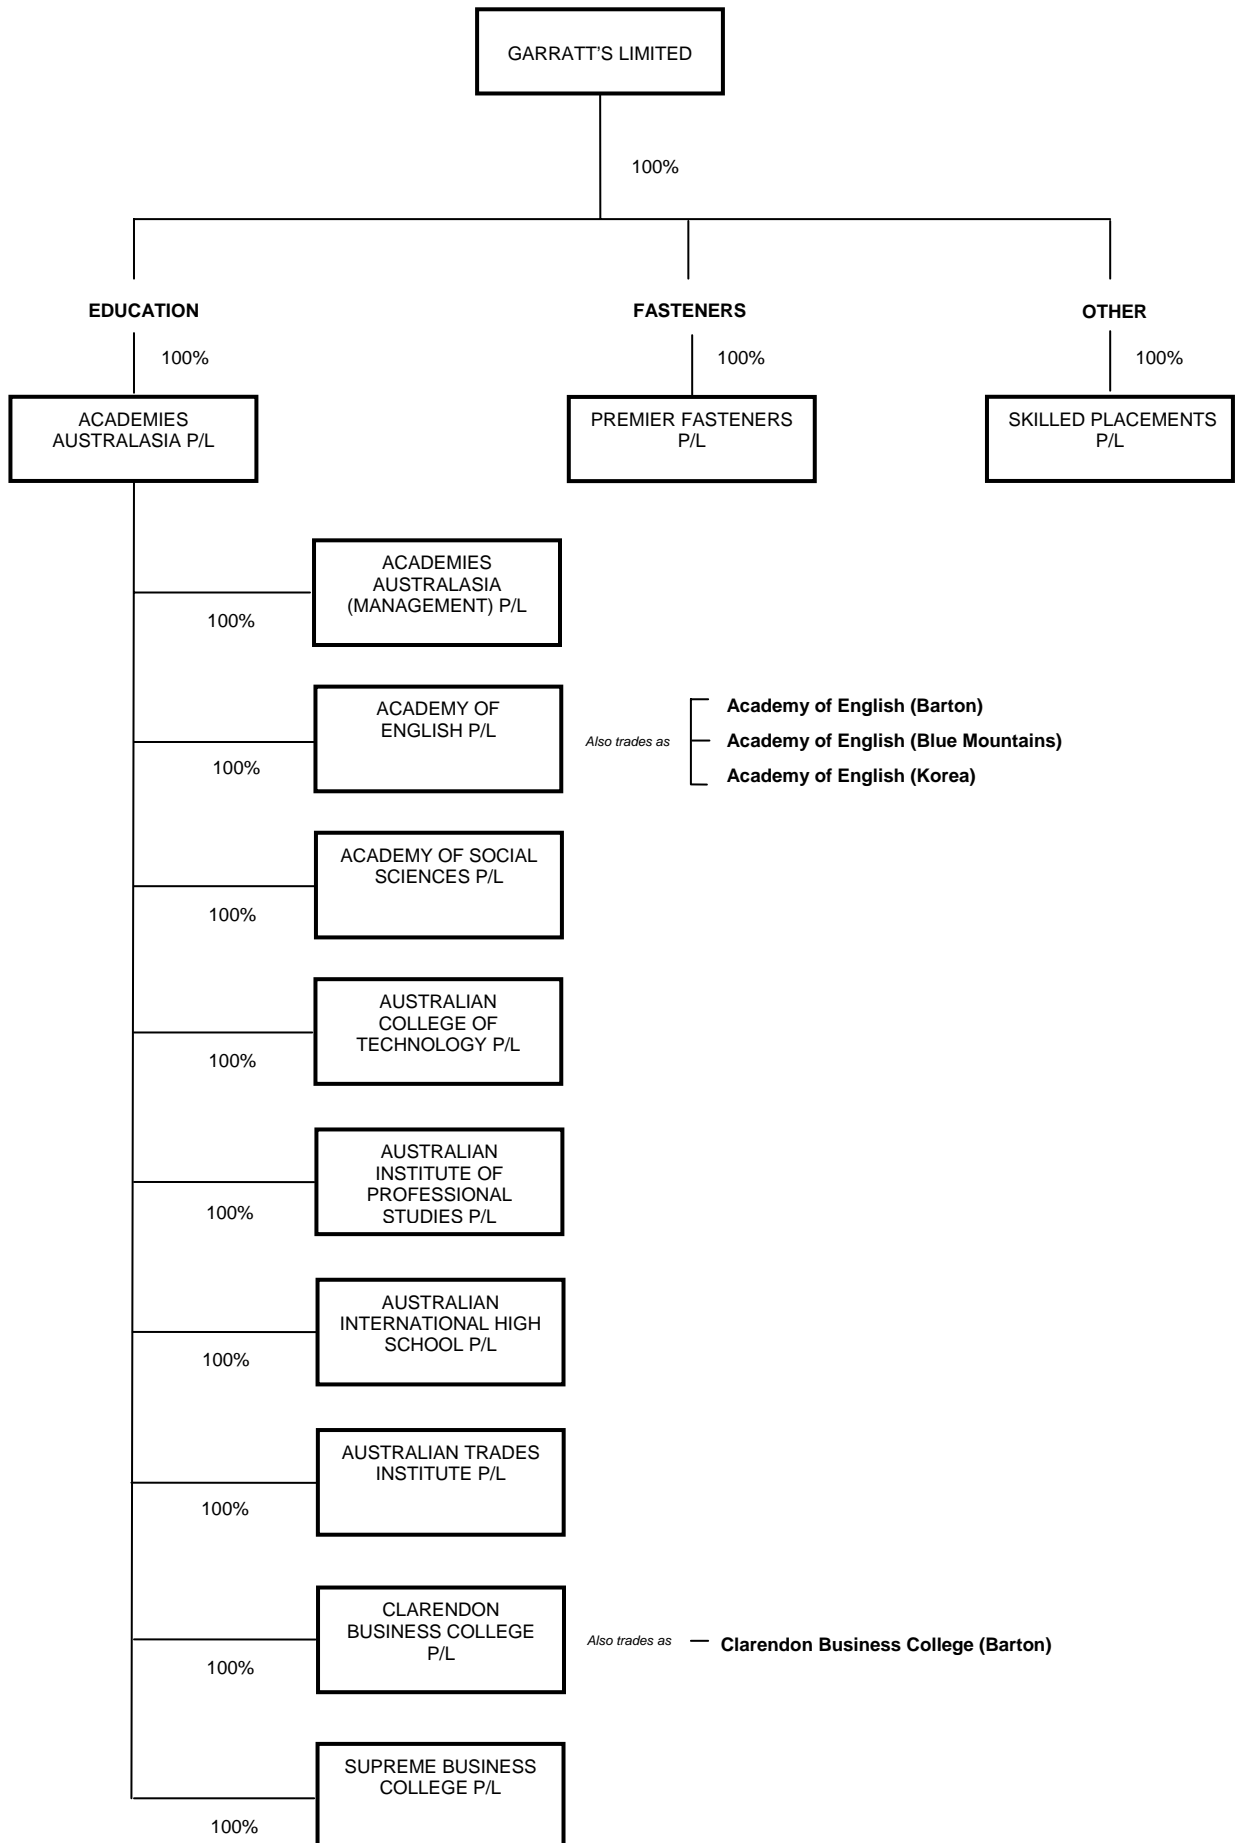 GARRATT'S LIMITED
100%
EDUCATION
FASTENERS
OTHER
100%
100%
100%
ACADEMIES
AUSTRALASIA P/L
PREMIER FASTENERS
P/L
SKILLED PLACEMENTS
P/L
ACADEMIES
AUSTRALASIA
(MANAGEMENT) P/L
100%
ACADEMY OF
ENGLISH P/L
Also trades as
Academy of English (Barton)
Academy of English (Blue Mountains)
Academy of English (Korea)
100%
ACADEMY OF SOCIAL
SCIENCES P/L
100%
AUSTRALIAN
COLLEGE OF
TECHNOLOGY P/L
100%
AUSTRALIAN
INSTITUTE OF
PROFESSIONAL
STUDIES P/L
100%
AUSTRALIAN
INTERNATIONAL HIGH
SCHOOL P/L
100%
AUSTRALIAN TRADES
INSTITUTE P/L
100%
CLARENDON
BUSINESS COLLEGE
P/L
Also trades as
Clarendon Business College (Barton)
100%
SUPREME BUSINESS
COLLEGE P/L
100%